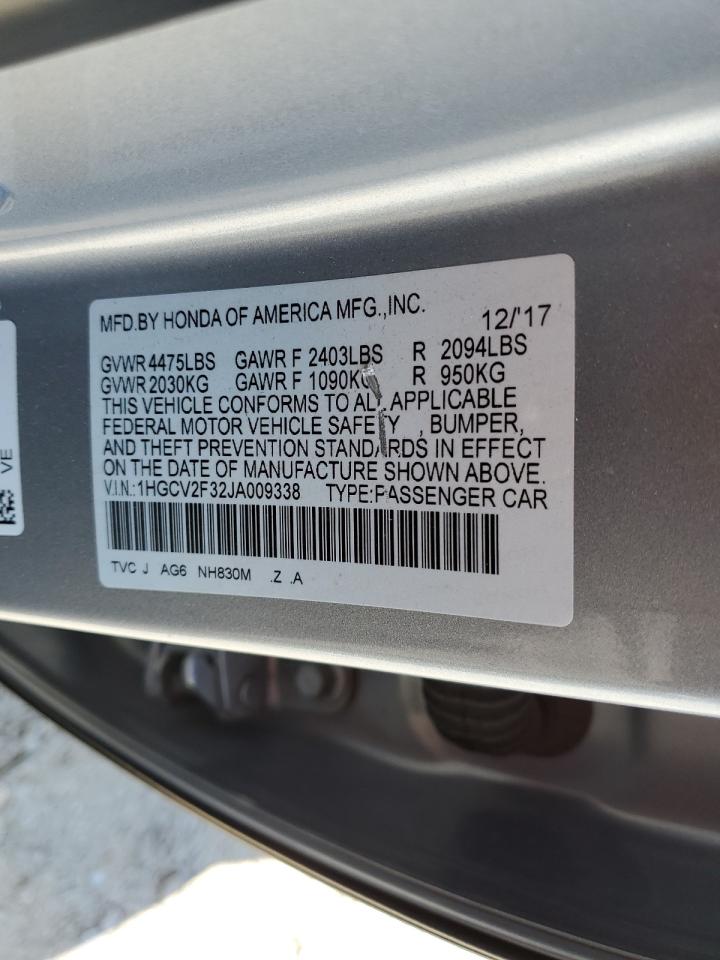 MFD.BY HONDA OF AMERICA MFG.,INC. 12/'17
GVWR 4475LBS GAWR F 2403LBS R 2094LBS
GVWR 2030KG GAWR F 1090KG R 950KG
THIS VEHICLE CONFORMS TO ALL APPLICABLE
FEDERAL MOTOR VEHICLE SAFETY , BUMPER,
AND THEFT PREVENTION STANDARDS IN EFFECT
ON THE DATE OF MANUFACTURE SHOWN ABOVE.
V.I.N.:1HGCV2F32JA009338 TYPE:PASSENGER CAR
TVC J AG6 NH830M .Z .A
VE